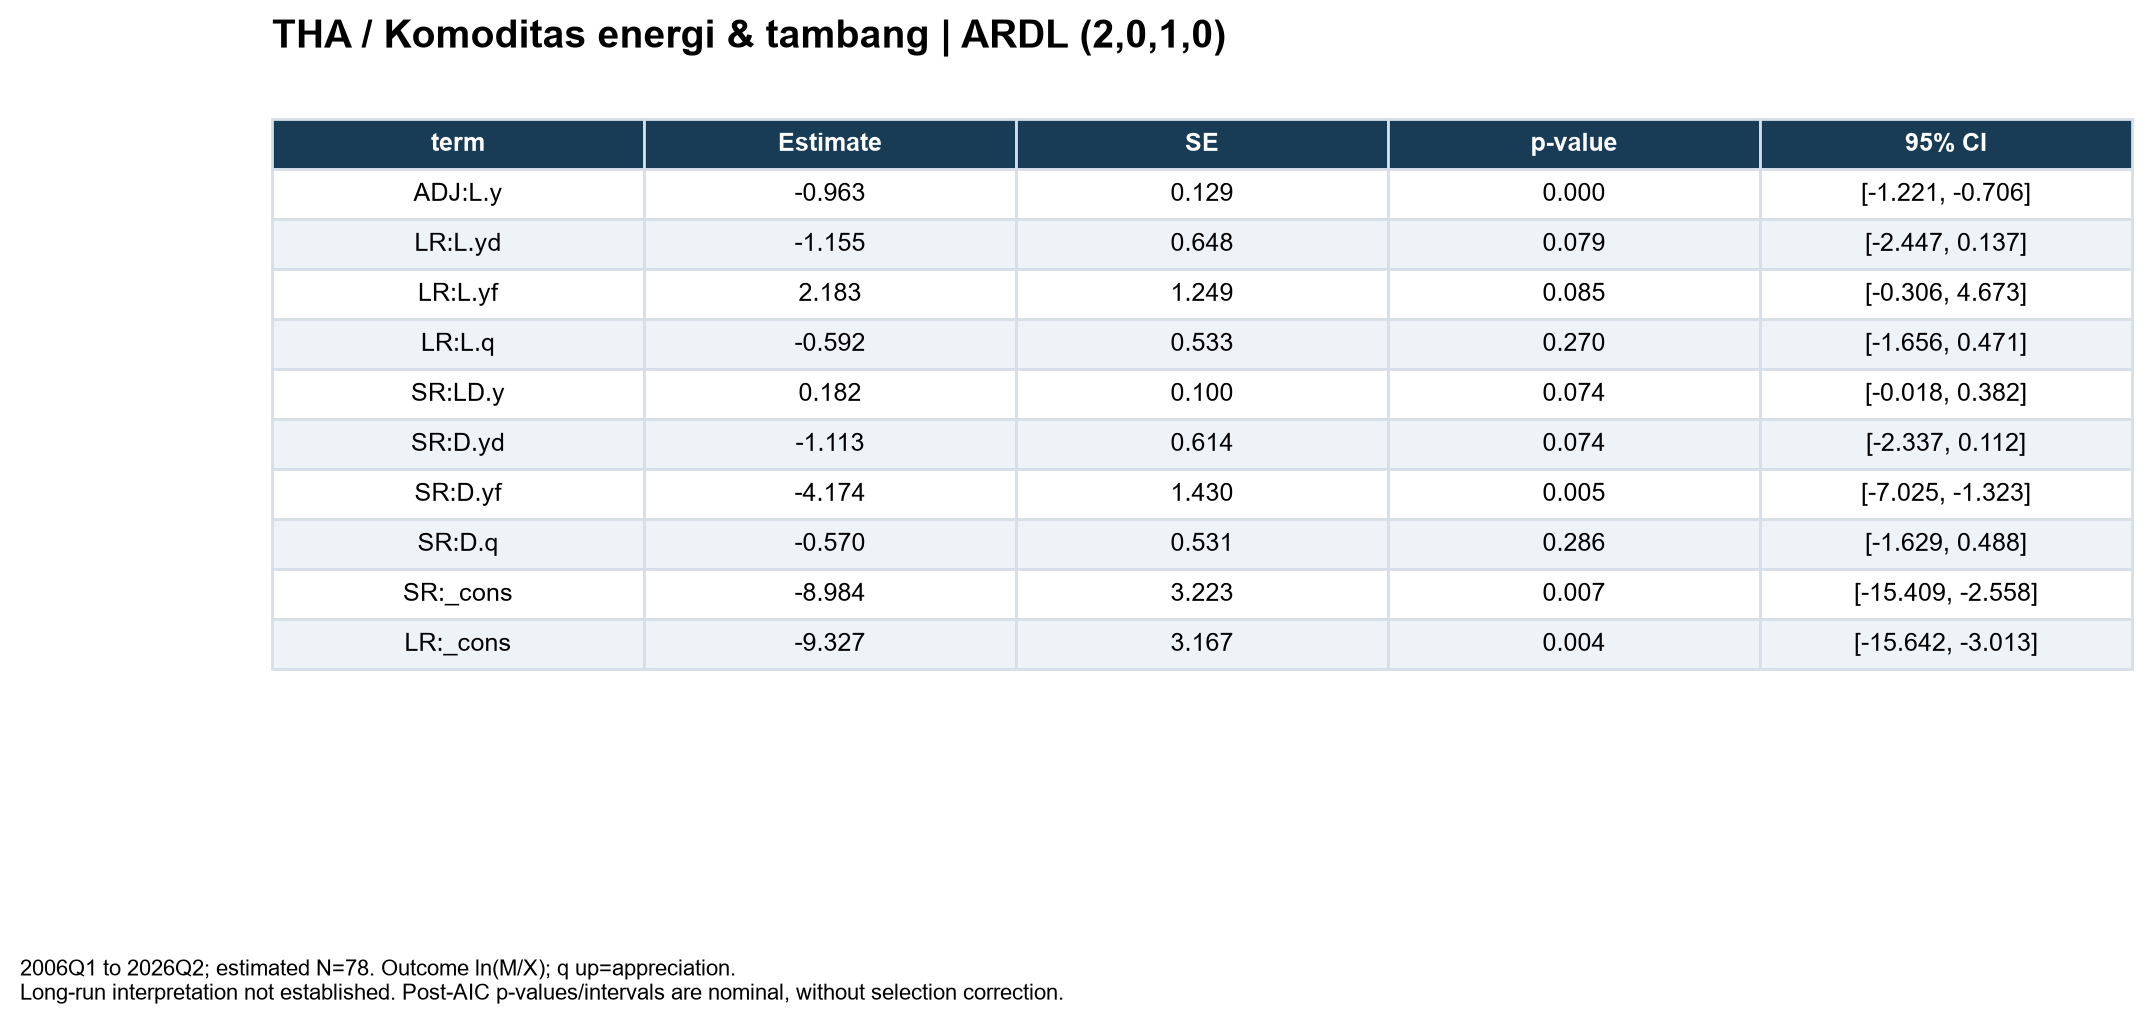 THA / Komoditas energi & tambang | ARDL (2,0,1,0)
term Estimate SE p-value 95% CI
ADJ:L.y -0.963 0.129 0.000 [-1.221, -0.706]
LR:L.yd -1.155 0.648 0.079 [-2.447, 0.137]
LR:L.yf 2.183 1.249 0.085 [-0.306, 4.673]
LR:L.q -0.592 0.533 0.270 [-1.656, 0.471]
SR:LD.y 0.182 0.100 0.074 [-0.018, 0.382]
SR:D.yd -1.113 0.614 0.074 [-2.337, 0.112]
SR:D.yf -4.174 1.430 0.005 [-7.025, -1.323]
SR:D.q -0.570 0.531 0.286 [-1.629, 0.488]
SR:_cons -8.984 3.223 0.007 [-15.409, -2.558]
LR:_cons -9.327 3.167 0.004 [-15.642, -3.013]
2006Q1 to 2026Q2; estimated N=78. Outcome ln(M/X); q up=appreciation.
Long-run interpretation not established. Post-AIC p-values/intervals are nominal, without selection correction.